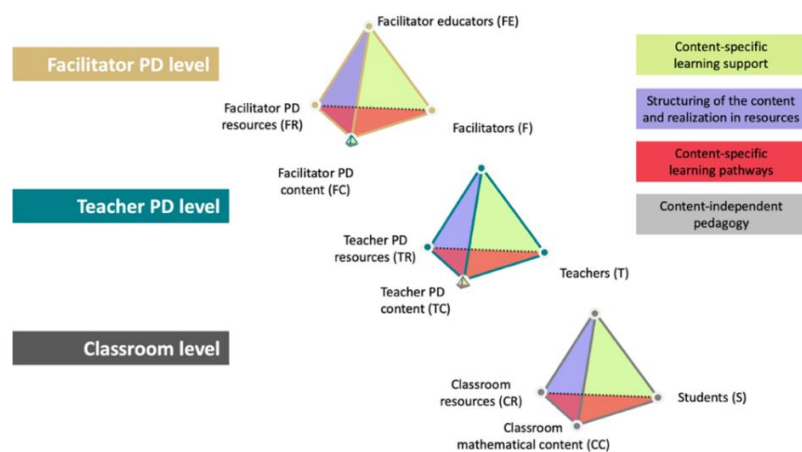 Facilitator educators (FE)
Facilitator PD level
Content-specific
learning support
Facilitator PD
resources (FR)
Facilitators (F)
Structuring of the content
and realization in resources
Facilitator PD
content (FC)
Content-specific
learning pathways
Teacher PD level
Content-independent
pedagogy
Teacher PD
resources (TR)
Teachers (T)
Teacher PD
content (TC)
Classroom level
Classroom
resources (CR)
Students (S)
Classroom
mathematical content (CC)